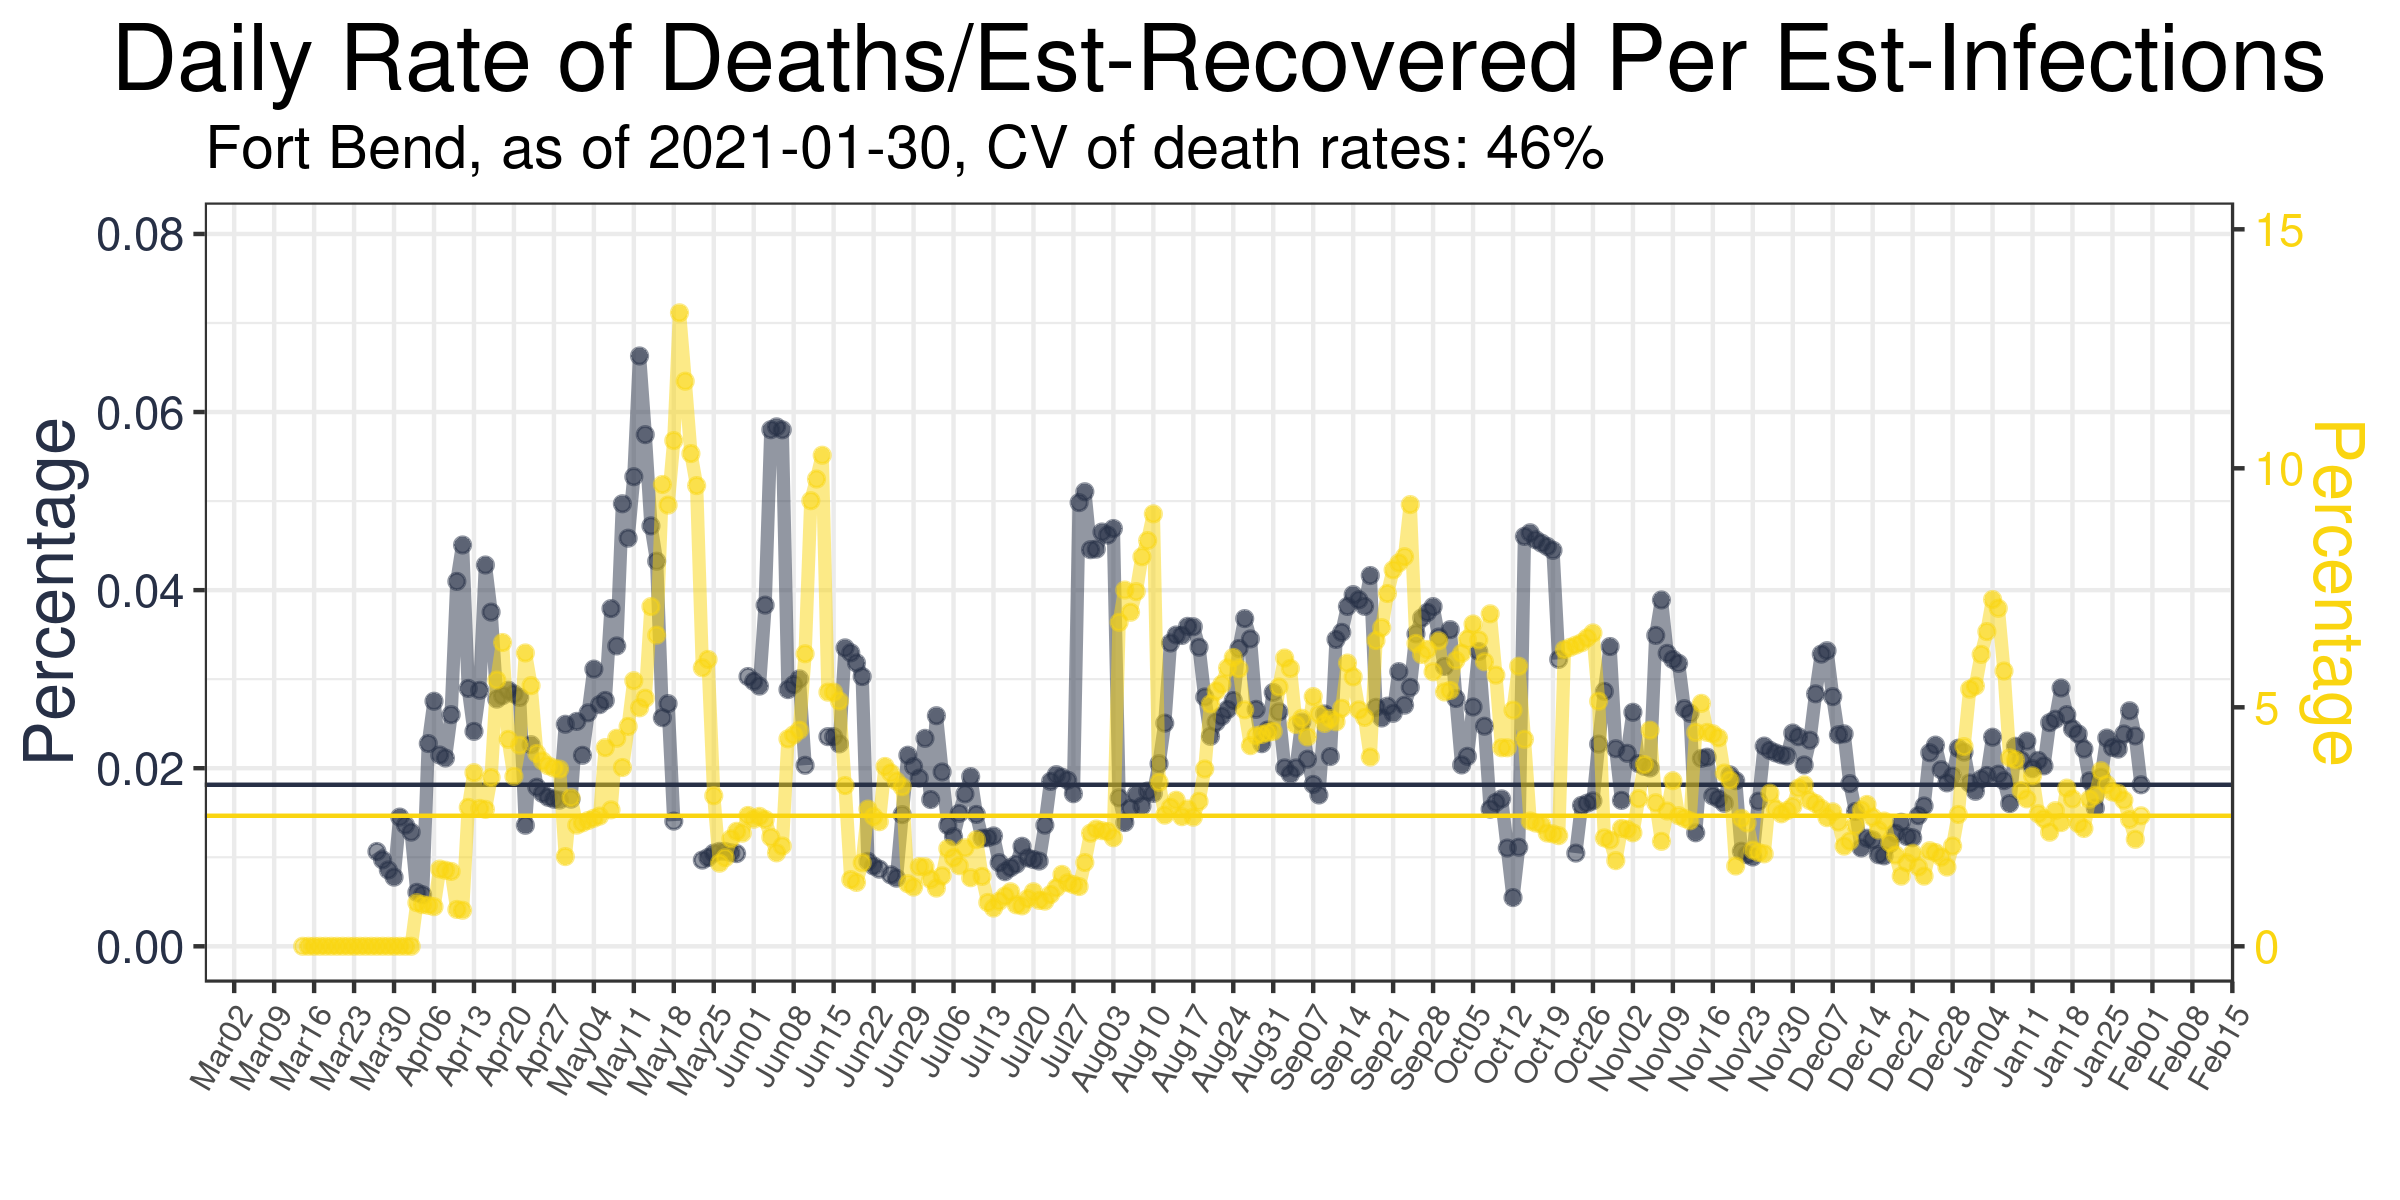 Daily Rate of Deaths/Est-Recovered Per Est-Infections
Fort Bend, as of 2021-01-30, CV of death rates: 46%
Percentage
0.08
0.06
0.04
0.02
0.00
15
10
5
0
Percentage
Mar02
Mar09
Mar16
Mar23
Mar30
Apr06
Apr13
Apr20
Apr27
May04
May11
May18
May25
Jun01
Jun08
Jun15
Jun22
Jun29
Jul06
Jul13
Jul20
Jul27
Aug03
Aug10
Aug17
Aug24
Aug31
Sep07
Sep14
Sep21
Sep28
Oct05
Oct12
Oct19
Oct26
Nov02
Nov09
Nov16
Nov23
Nov30
Dec07
Dec14
Dec21
Dec28
Jan04
Jan11
Jan18
Jan25
Feb01
Feb08
Feb15